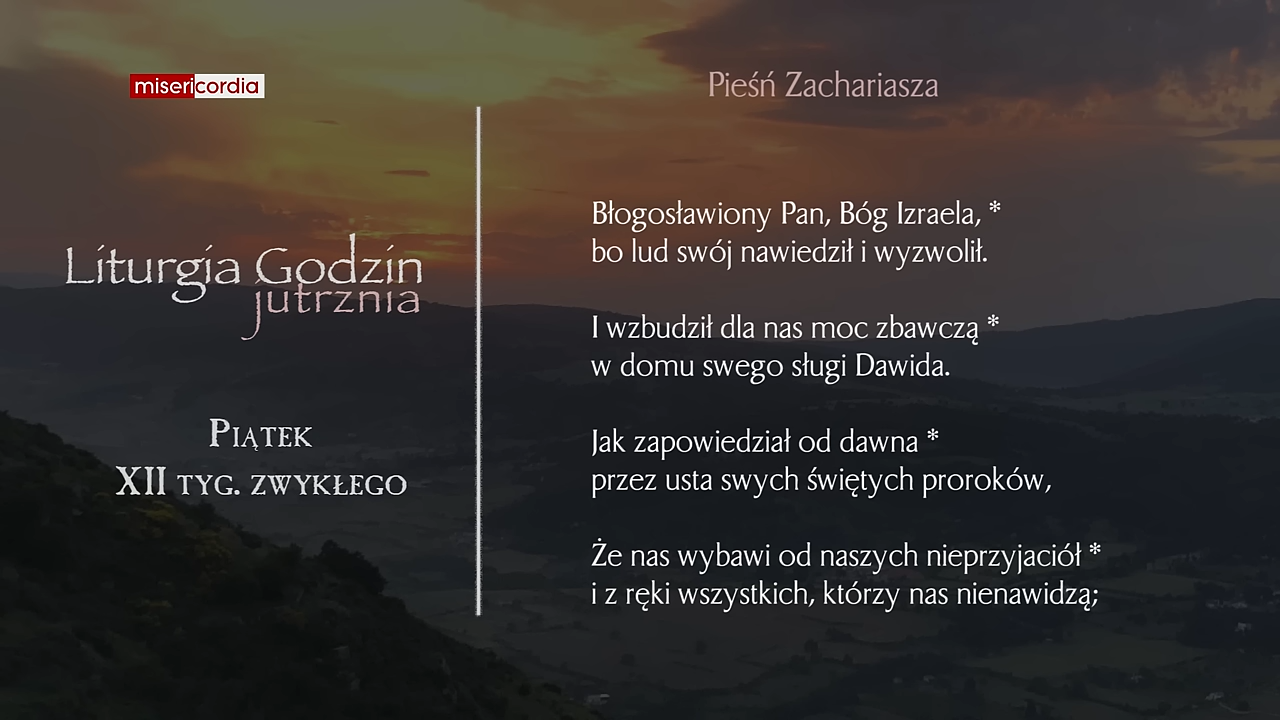 misericordia
Liturgia Godzin
jutrznia
Piątek
XII tyg. zwykłego
Pieśń Zachariasza
Błogosławiony Pan, Bóg Izraela, *
bo lud swój nawiedził i wyzwolił.
I wzbudził dla nas moc zbawczą *
w domu swego sługi Dawida.
Jak zapowiedział od dawna *
przez usta swych świętych proroków,
Że nas wybawi od naszych nieprzyjaciół *
i z ręki wszystkich, którzy nas nienawidzą;